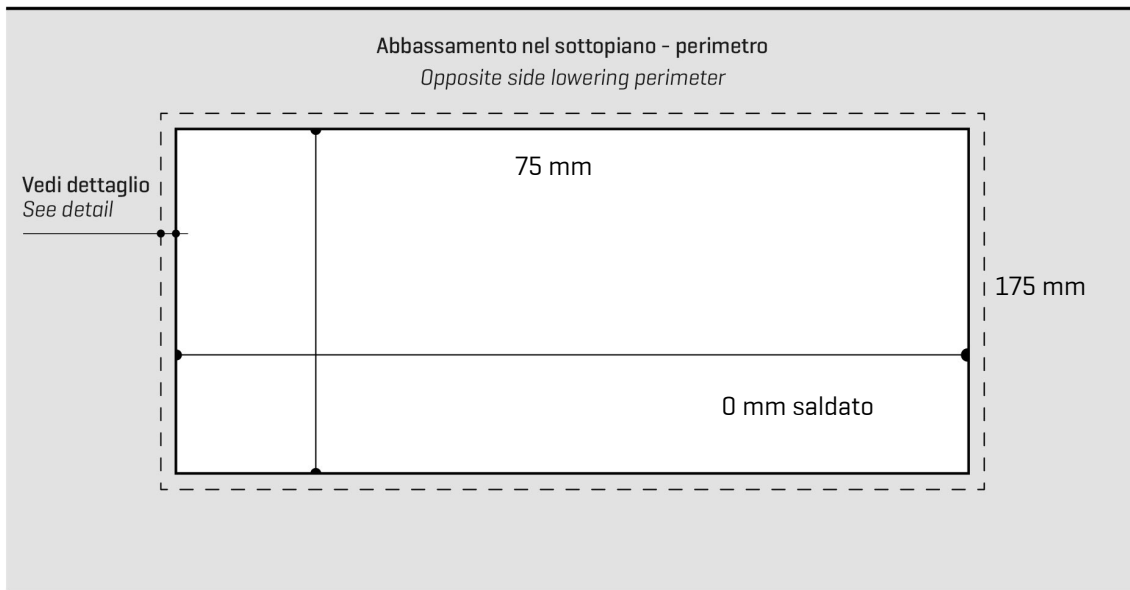 Abbassamento nel sottopiano - perimetro
Opposite side lowering perimeter
75 mm
Vedi dettaglio
See detail
175 mm
0 mm saldato